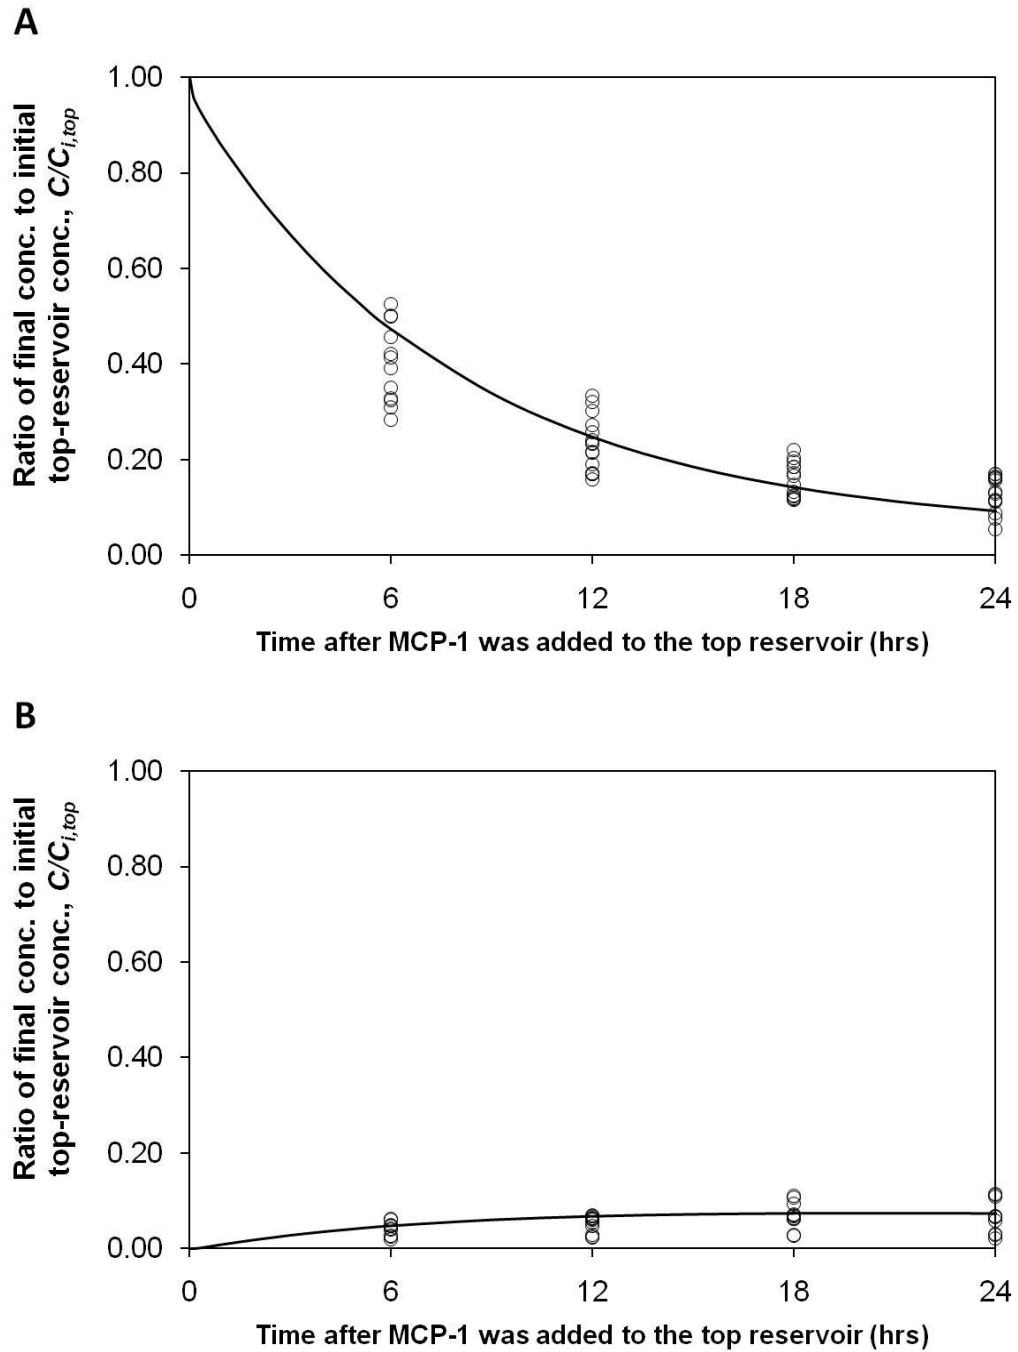 A
Ratio of final conc. to initial
top-reservoir conc., C/Ci,top
1.00
0.80
0.60
0.40
0.20
0.00
0 6 12 18 24
Time after MCP-1 was added to the top reservoir (hrs)
B
Ratio of final conc. to initial
top-reservoir conc., C/Ci,top
1.00
0.80
0.60
0.40
0.20
0.00
0 6 12 18 24
Time after MCP-1 was added to the top reservoir (hrs)